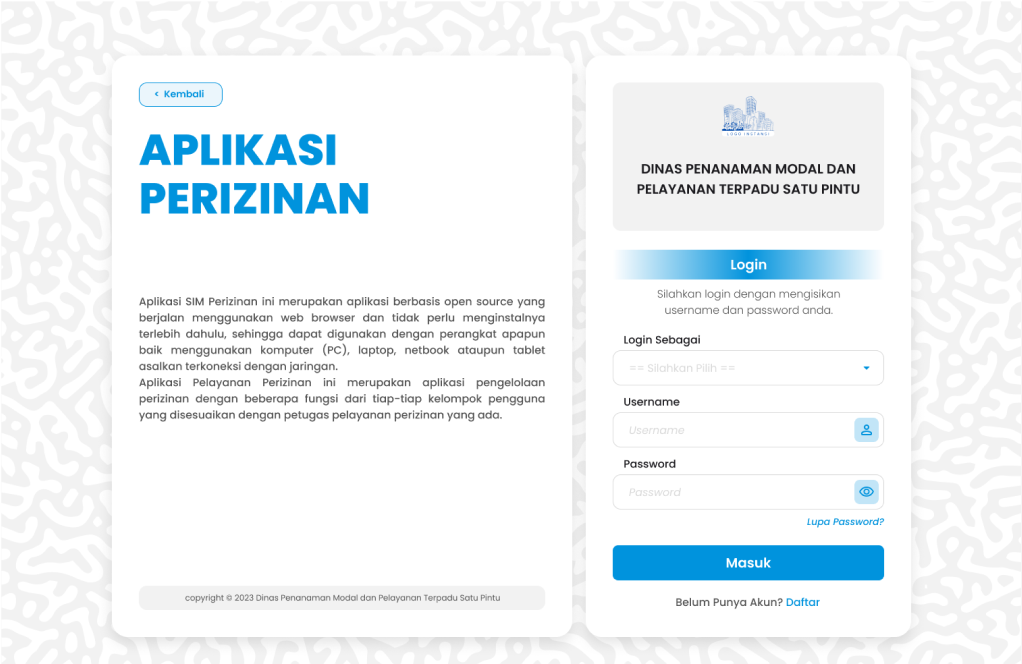 < Kembali
APLIKASI
PERIZINAN
Aplikasi SIM Perizinan ini merupakan aplikasi berbasis open source yang
berjalan menggunakan web browser dan tidak perlu menginstalnya
terlebih dahulu, sehingga dapat digunakan dengan perangkat apapun
baik menggunakan komputer (PC), laptop, netbook ataupun tablet
asalkan terkoneksi dengan jaringan.
Aplikasi Pelayanan Perizinan ini merupakan aplikasi pengelolaan
perizinan dengan beberapa fungsi dari tiap-tiap kelompok pengguna
yang disesuaikan dengan petugas pelayanan perizinan yang ada.
copyright © 2023 Dinas Penanaman Modal dan Pelayanan Terpadu Satu Pintu
LOGO INSTANSI
DINAS PENANAMAN MODAL DAN
PELAYANAN TERPADU SATU PINTU
Login
Silahkan login dengan mengisikan
username dan password anda.
Login Sebagai
== Silahkan Pilih ==
Username
Username
Password
Password
Lupa Password?
Masuk
Belum Punya Akun? Daftar